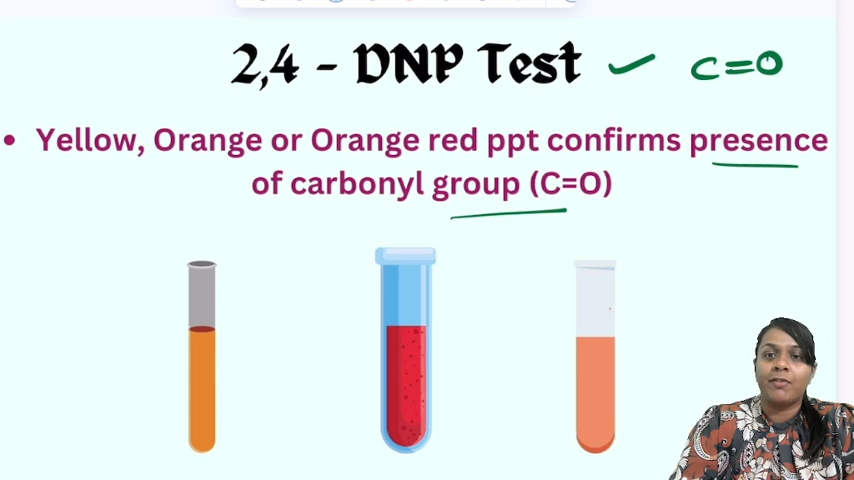 2,4 - DNP Test ✓ C=O
• Yellow, Orange or Orange red ppt confirms presence
of carbonyl group (C=O)